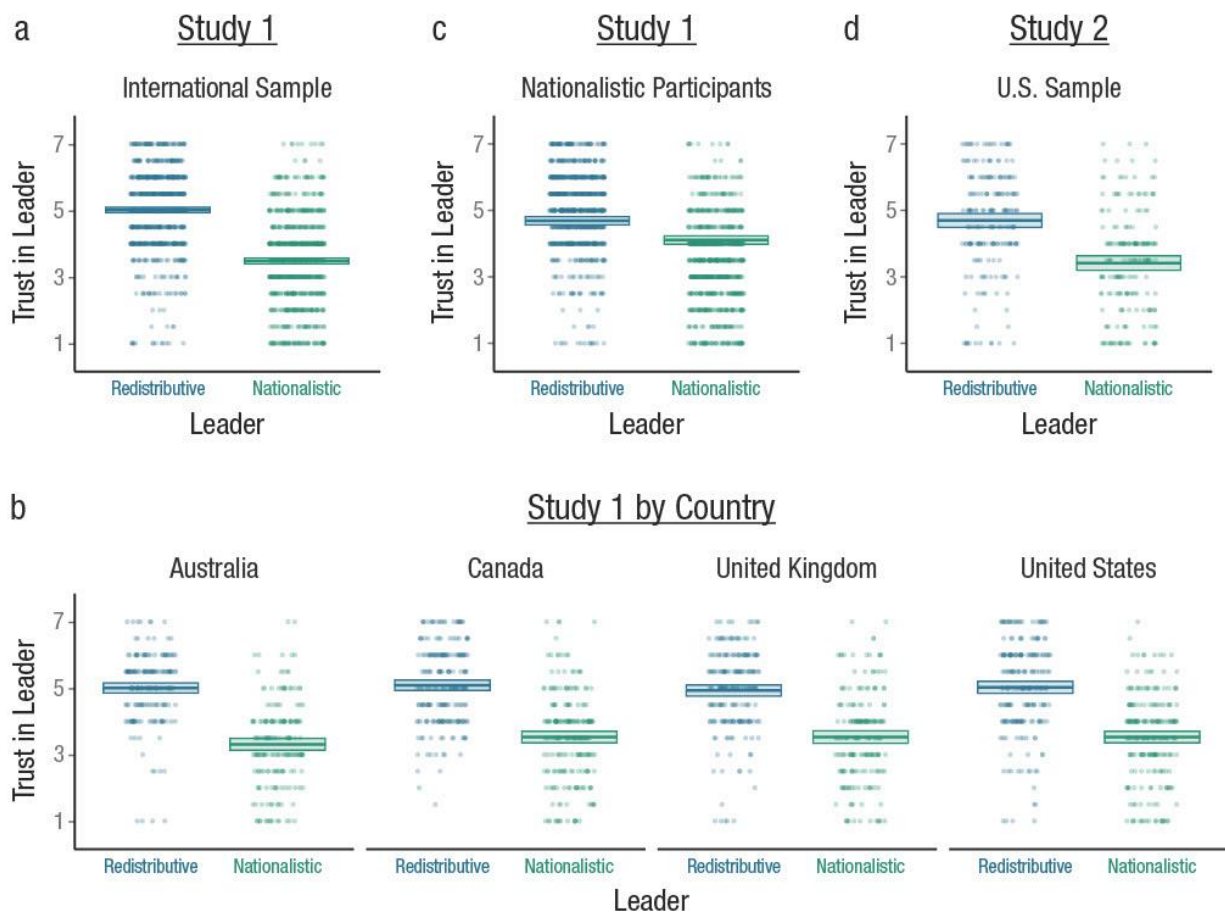 a
Study 1
International Sample
Trust in Leader
7
5
3
1
Redistributive
Nationalistic
Leader
c
Study 1
Nationalistic Participants
Trust in Leader
7
5
3
1
Redistributive
Nationalistic
Leader
d
Study 2
U.S. Sample
Trust in Leader
7
5
3
1
Redistributive
Nationalistic
Leader
b
Study 1 by Country
Australia
Canada
United Kingdom
United States
Trust in Leader
7
5
3
1
Redistributive
Nationalistic
Redistributive
Nationalistic
Redistributive
Nationalistic
Redistributive
Nationalistic
Leader